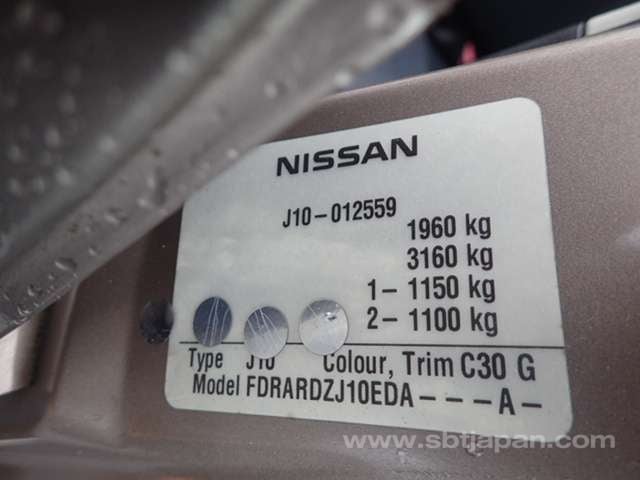 NISSAN
J10-012559
1960 kg
3160 kg
1- 1150 kg
2- 1100 kg
Type J10 Colour, Trim C30 G
Model FDRARDZJ10EDA - - - A -
www.sbtjapan.com